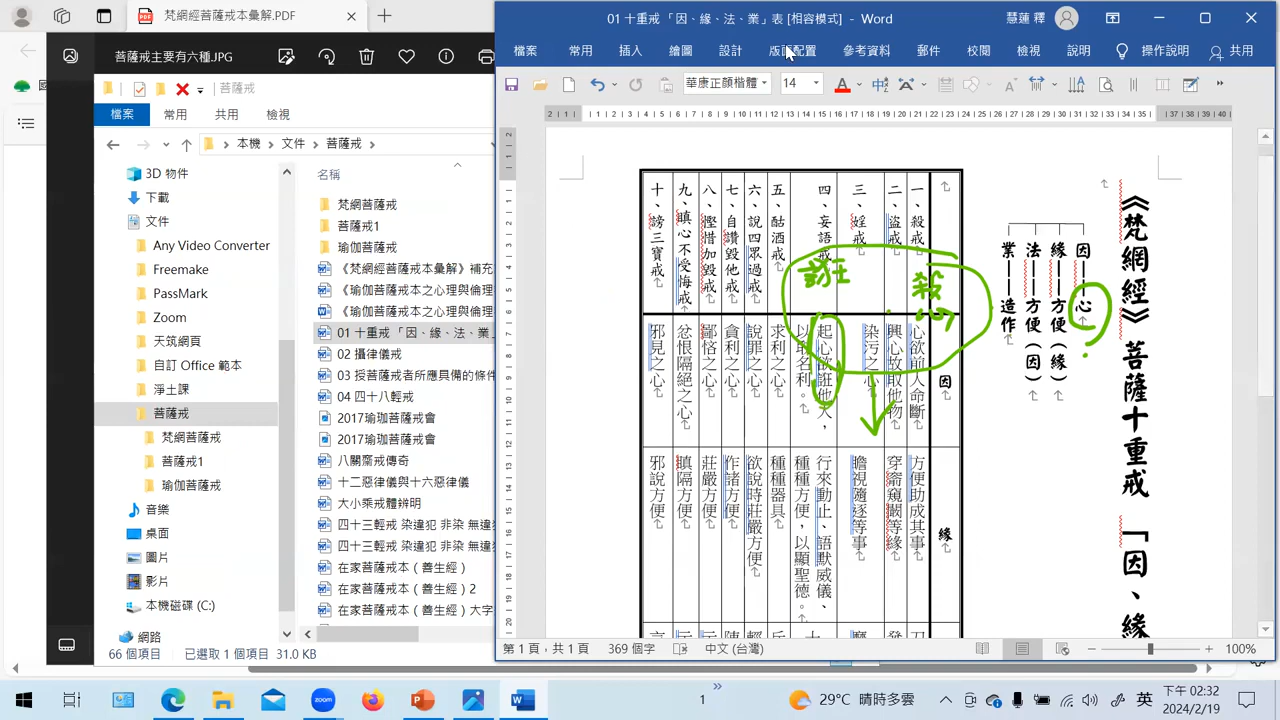 梵網經菩薩戒本彙解.PDF
菩薩戒主要有六種.JPG
菩薩戒
檔案 常用 共用 檢視
本機 文件 菩薩戒
3D 物件
下載
文件
Any Video Converter
Freemake
PassMark
Zoom
天筑網頁
自訂 Office 範本
淨土課
菩薩戒
梵網菩薩戒
菩薩戒1
瑜伽菩薩戒
音樂
桌面
圖片
影片
本機磁碟 (C:)
網路
66 個項目 已選取 1 個項目 31.0 KB
名稱
梵網菩薩戒
菩薩戒1
瑜伽菩薩戒
《梵網經菩薩戒本彙解》補充
《瑜伽菩薩戒本之心理與倫理
《瑜伽菩薩戒本之心理與倫理
01 十重戒 「因、緣、法、業」
02 攝律儀戒
03 授菩薩戒者所應具備的條件
04 四十八輕戒
2017瑜珈菩薩戒會
2017瑜珈菩薩戒會
八關齋戒傳奇
十二惡律儀與十六惡律儀
大小乘戒體辨明
四十三輕戒 染違犯 非染 無違
四十三輕戒 染違犯 非染 無違
在家菩薩戒本 ( 善生經 )
在家菩薩戒本 ( 善生經 ) 2
在家菩薩戒本 ( 善生經 ) 大字
01 十重戒 「因、緣、法、業」表 [相容模式] - Word
慧蓮 釋
檔案 常用 插入 繪圖 設計 版面配置 參考資料 郵件 校閱 檢視 說明 操作說明 共用
華康正顏楷體 14
《梵網經》菩薩十重戒 「因、緣
因 心
緣 方便(緣)
法 方便(因)
業 造作
因
緣
一、殺戒
心欲前人命斷
方便助成其事
二、盜戒
興心故取他物
穿窬窺闞等緣
三、婬戒
染污之心
瞻視隨逐等事
四、妄語戒
起心欲誑他人，
以取名利。
行來動止、語默威儀、
種種方便，以顯聖德。
五、酤酒戒
求利之心
種種器具
六、說四眾過戒
說罪之心
欲說時莊嚴方便
七、自讚毀他戒
貪利之心
作諸方便
八、慳惜加毀戒
鄙悋之心
莊嚴方便
九、瞋心不受悔戒
忿恨隔絕之心
瞋隔方便
十、謗三寶戒
邪見之心
邪說方便
殺心
誑
第 1 頁，共 1 頁 369 個字 中文 (台灣) 100%
1
29°C 晴時多雲
英
下午 02:32
2024/2/19